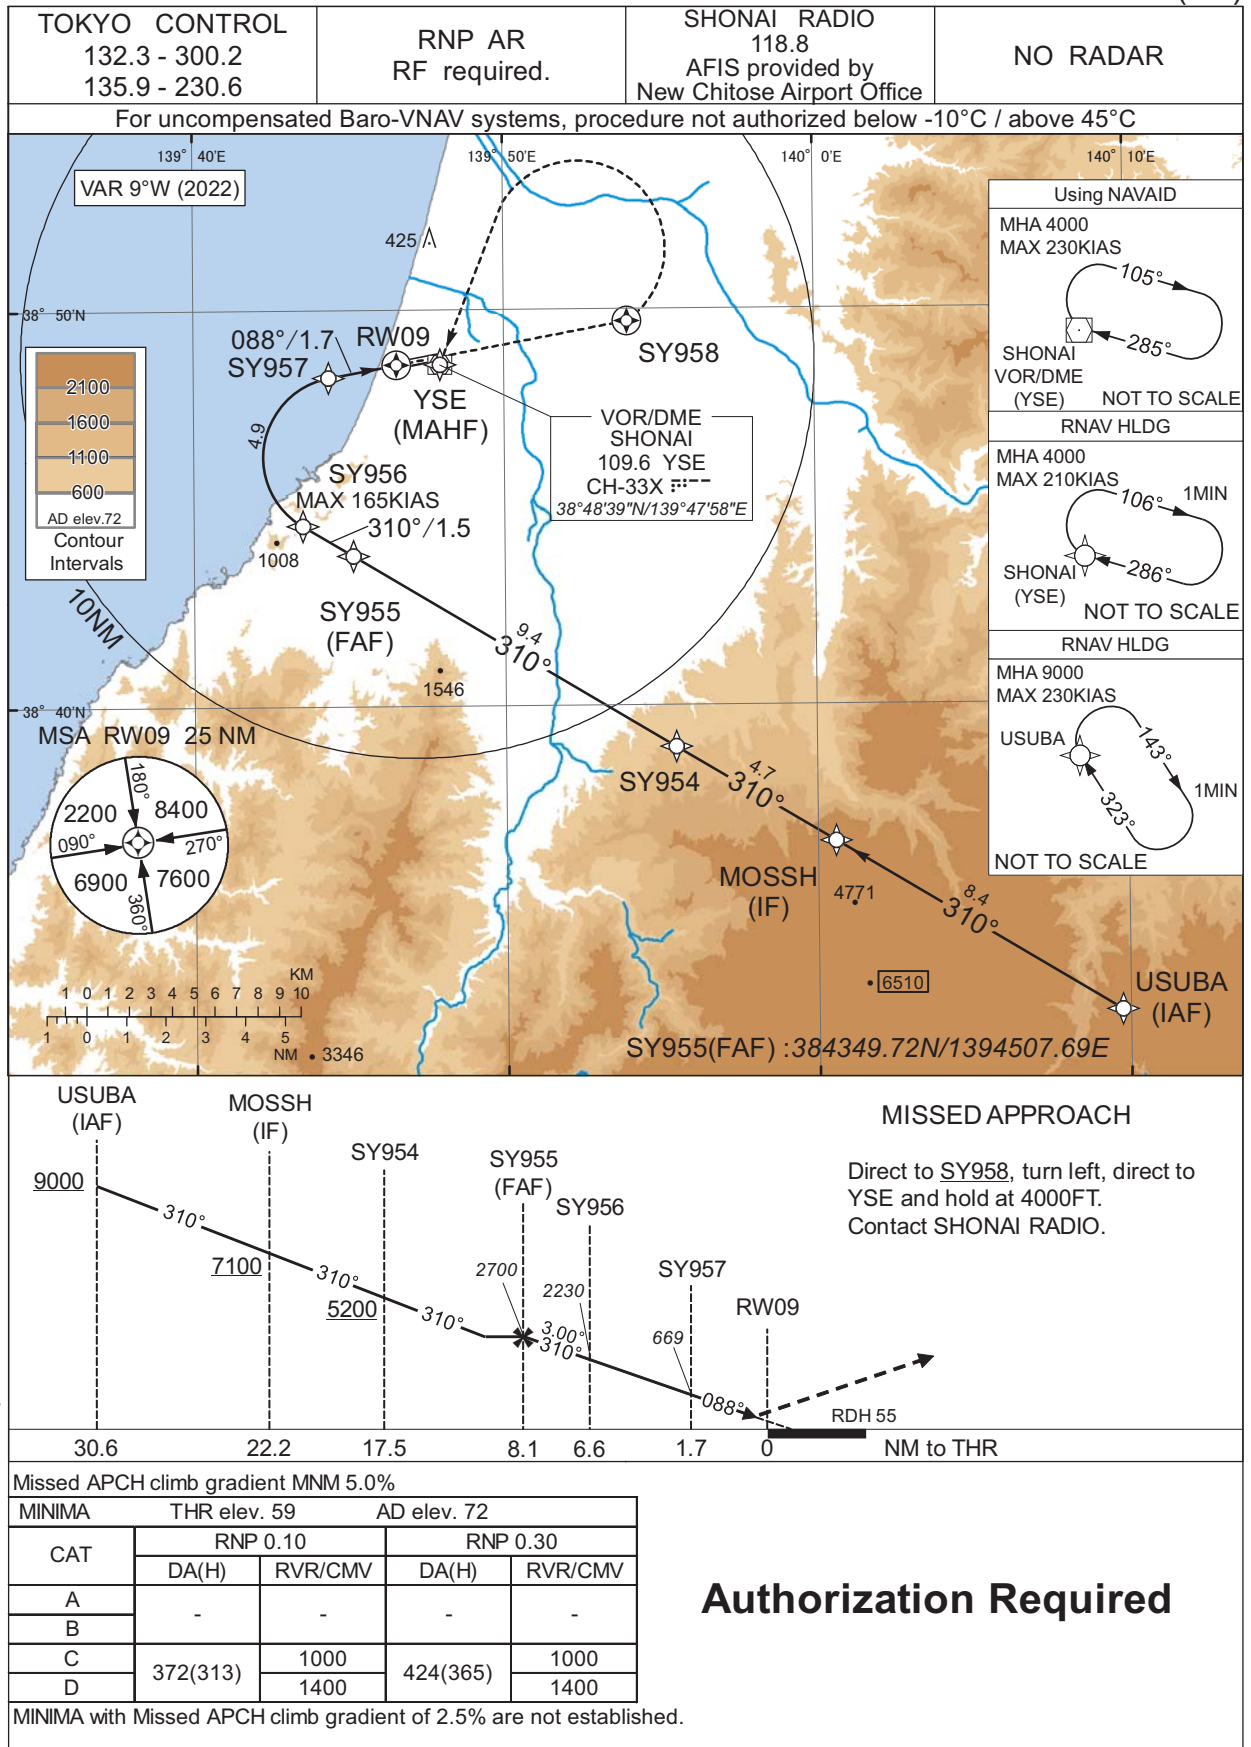 TOKYO CONTROL
132.3 - 300.2
135.9 - 230.6
RNP AR
RF required.
SHONAI RADIO
118.8
AFIS provided by
New Chitose Airport Office
NO RADAR
For uncompensated Baro-VNAV systems, procedure not authorized below -10°C / above 45°C
139° 40'E
139° 50'E
140° 0'E
140° 10'E
VAR 9°W (2022)
425
38° 50'N
088°/1.7
SY957
RW09
SY958
YSE
(MAHF)
2100
1600
1100
600
AD elev.72
Contour
Intervals
4.9
VOR/DME
SHONAI
109.6 YSE
CH-33X
38°48'39"N/139°47'58"E
SY956
MAX 165KIAS
310°/1.5
1008
SY955
(FAF)
10NM
9.4
310°
1546
38° 40'N
MSA RW09 25 NM
180°
2200
8400
090°
270°
6900
7600
360°
SY954
4.7
310°
MOSSH
(IF)
4771
8.4
310°
6510
USUBA
(IAF)
KM
1 0 1 2 3 4 5 6 7 8 9 10
1 0 1 2 3 4 5
NM
3346
SY955(FAF) :384349.72N/1394507.69E
Using NAVAID
MHA 4000
MAX 230KIAS
105°
285°
SHONAI
VOR/DME
(YSE)
NOT TO SCALE
RNAV HLDG
MHA 4000
MAX 210KIAS
106°
1MIN
286°
SHONAI
(YSE)
NOT TO SCALE
RNAV HLDG
MHA 9000
MAX 230KIAS
USUBA
143°
1MIN
323°
NOT TO SCALE
USUBA
(IAF)
MOSSH
(IF)
SY954
SY955
(FAF)
SY956
SY957
RW09
9000
310°
7100
310°
5200
310°
2700
2230
3.00°
310°
669
088°
RDH 55
30.6 22.2 17.5 8.1 6.6 1.7 0 NM to THR
MISSED APPROACH
Direct to SY958, turn left, direct to
YSE and hold at 4000FT.
Contact SHONAI RADIO.
Missed APCH climb gradient MNM 5.0%
MINIMA THR elev. 59 AD elev. 72
CAT RNP 0.10 RNP 0.30
DA(H) RVR/CMV DA(H) RVR/CMV
A
B
- - - -
C
D
372(313)
1000
1400
424(365)
1000
1400
MINIMA with Missed APCH climb gradient of 2.5% are not established.
Authorization Required